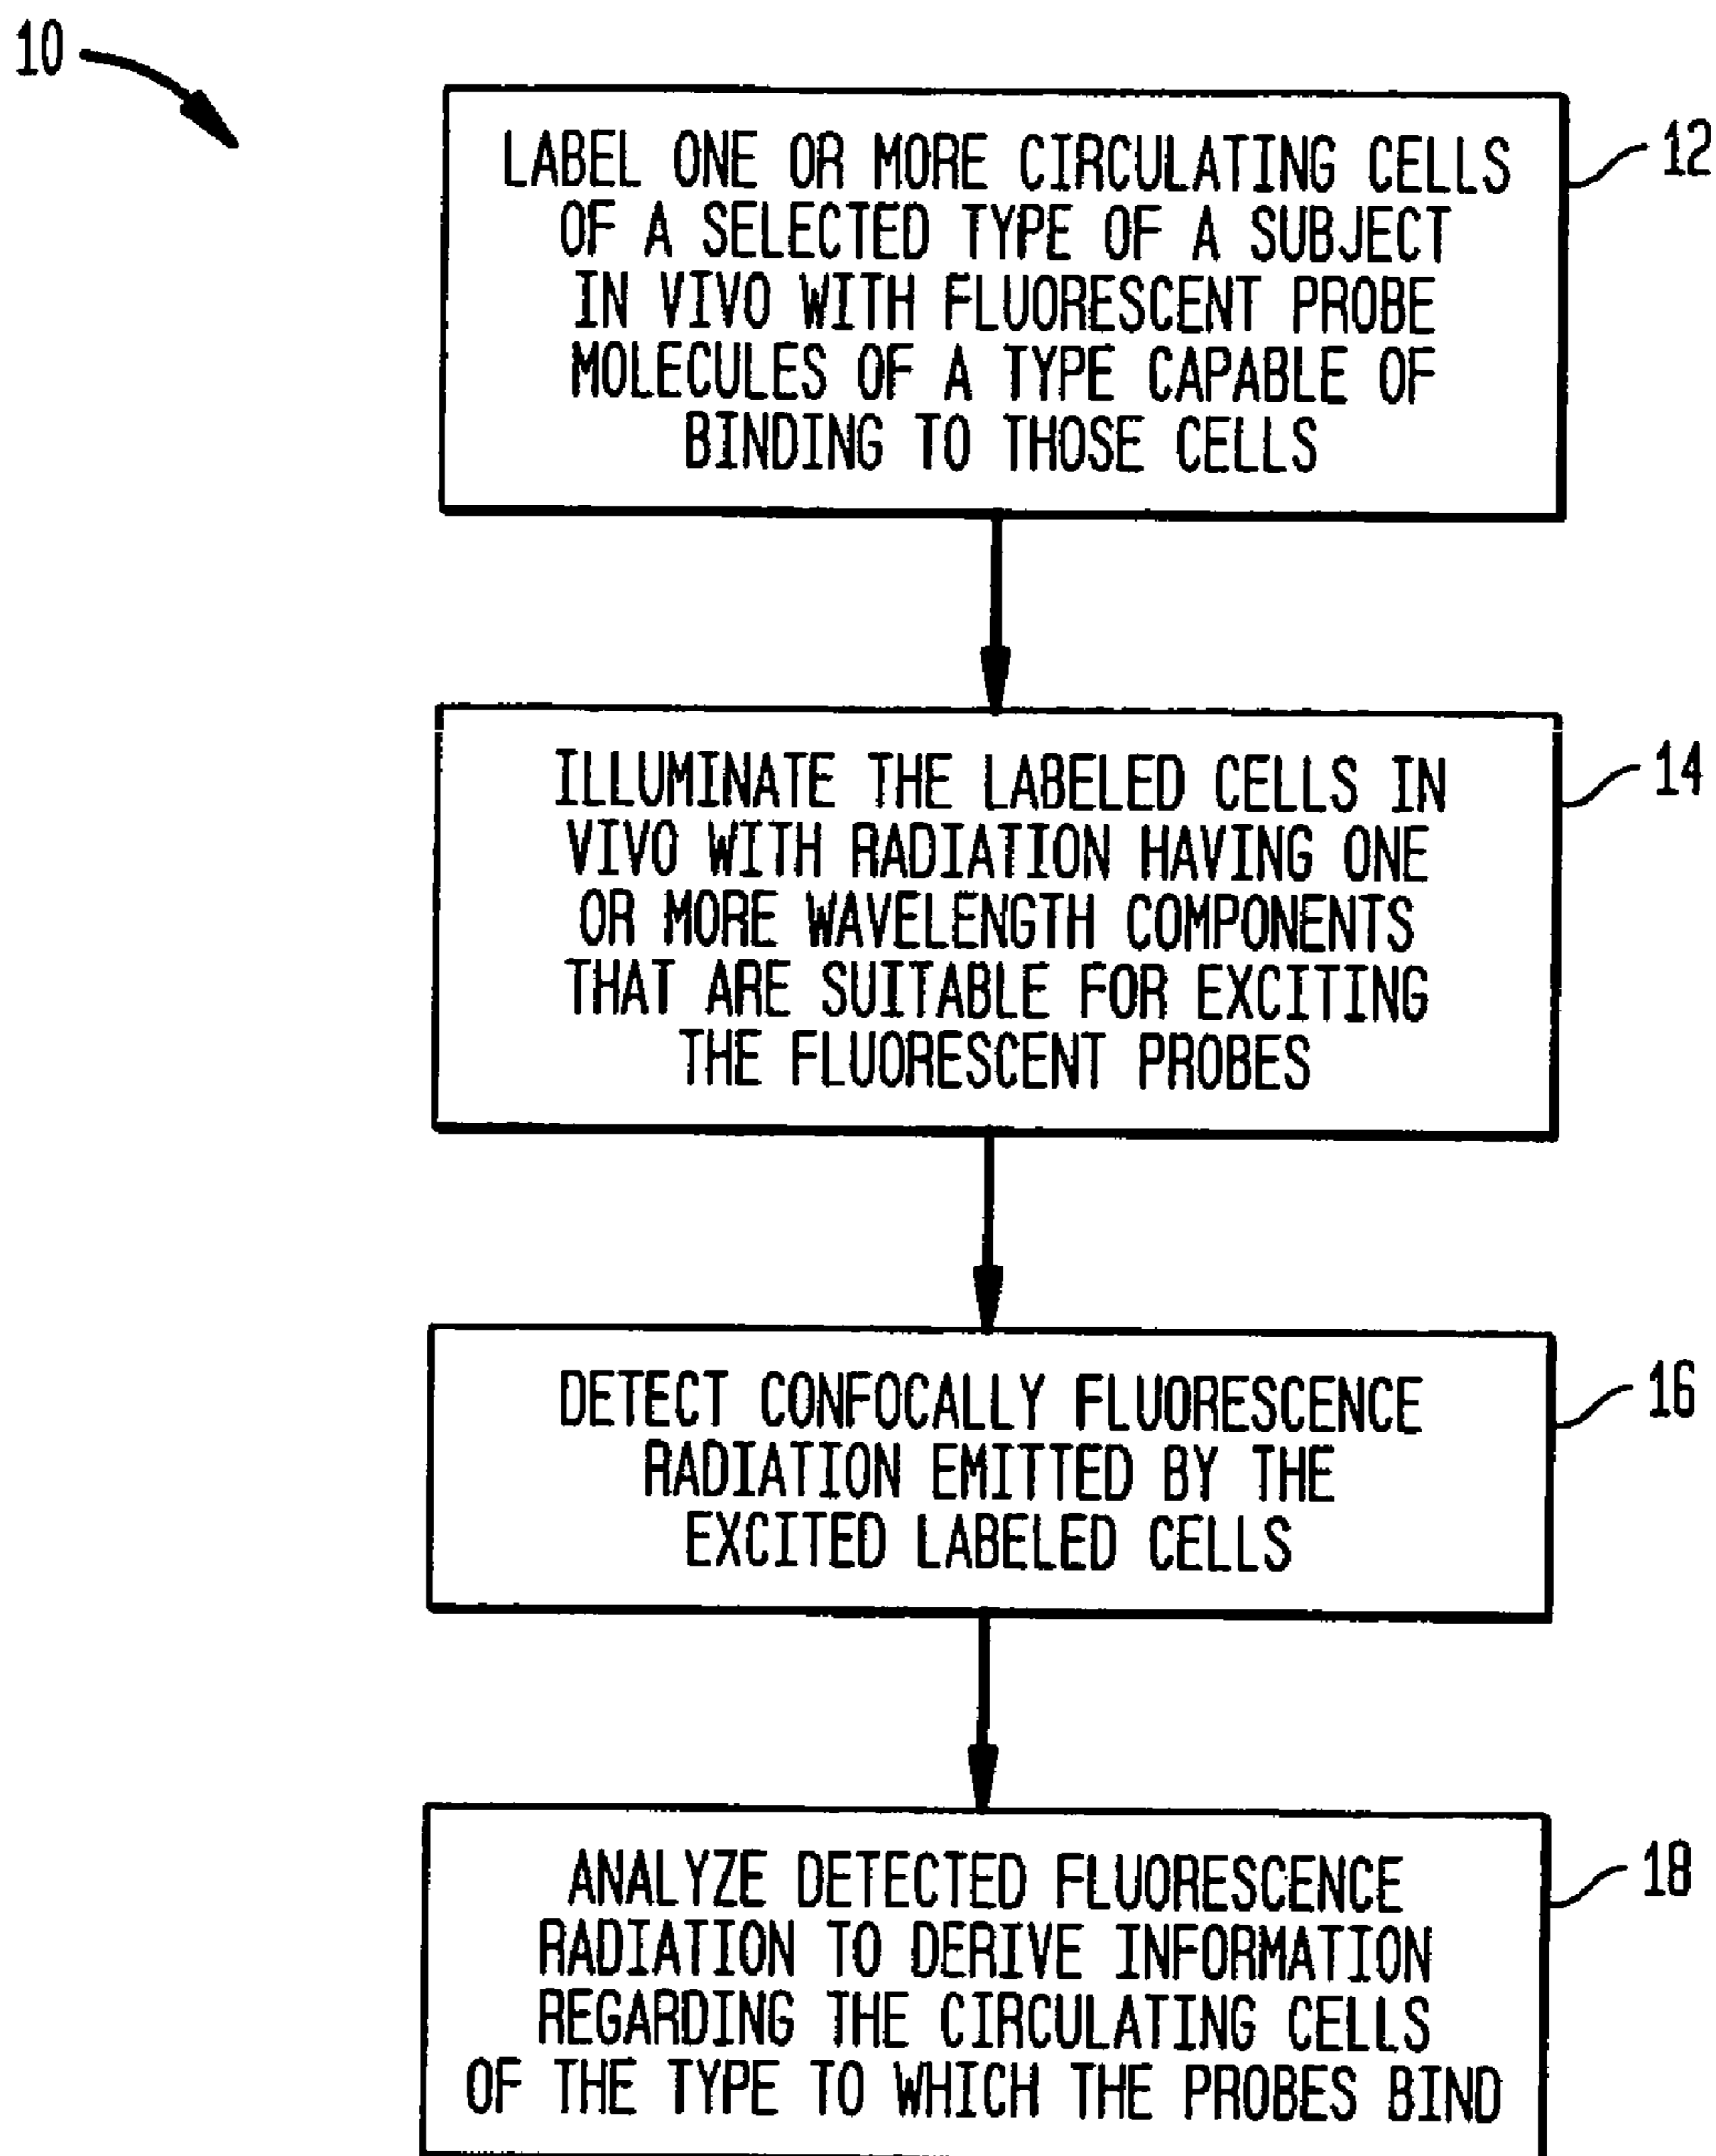 10
LABEL ONE OR MORE CIRCULATING CELLS
OF A SELECTED TYPE OF A SUBJECT
IN VIVO WITH FLUORESCENT PROBE
MOLECULES OF A TYPE CAPABLE OF
BINDING TO THOSE CELLS
12
ILLUMINATE THE LABELED CELLS IN
VIVO WITH RADIATION HAVING ONE
OR MORE WAVELENGTH COMPONENTS
THAT ARE SUITABLE FOR EXCITING
THE FLUORESCENT PROBES
14
DETECT CONFOCALLY FLUORESCENCE
RADIATION EMITTED BY THE
EXCITED LABELED CELLS
16
ANALYZE DETECTED FLUORESCENCE
RADIATION TO DERIVE INFORMATION
REGARDING THE CIRCULATING CELLS
OF THE TYPE TO WHICH THE PROBES BIND
18